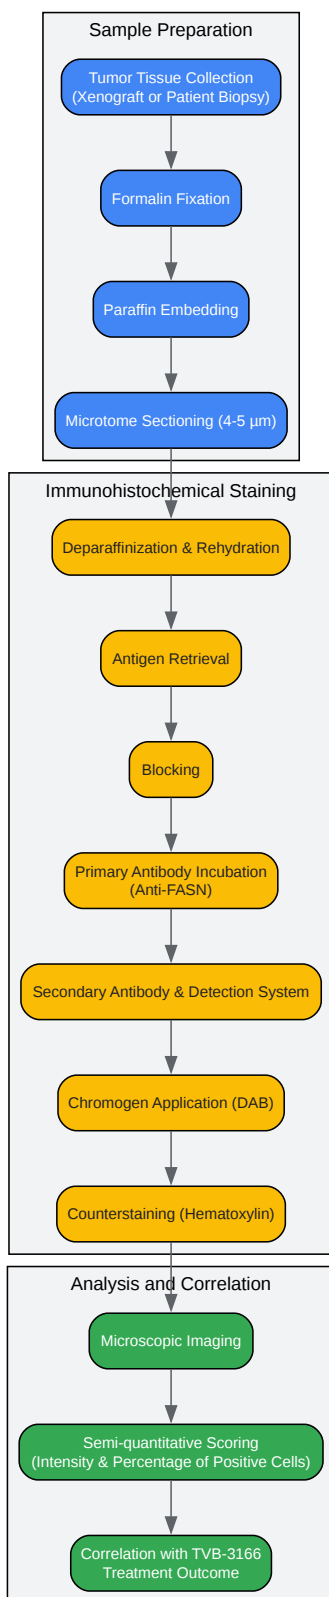 Sample Preparation
Tumor Tissue Collection
(Xenograft or Patient Biopsy)
Formalin Fixation
Paraffin Embedding
Microtome Sectioning (4-5 µm)
Immunohistochemical Staining
Deparaffinization & Rehydration
Antigen Retrieval
Blocking
Primary Antibody Incubation
(Anti-FASN)
Secondary Antibody & Detection System
Chromogen Application (DAB)
Counterstaining (Hematoxylin)
Analysis and Correlation
Microscopic Imaging
Semi-quantitative Scoring
(Intensity & Percentage of Positive Cells)
Correlation with TVB-3166
Treatment Outcome